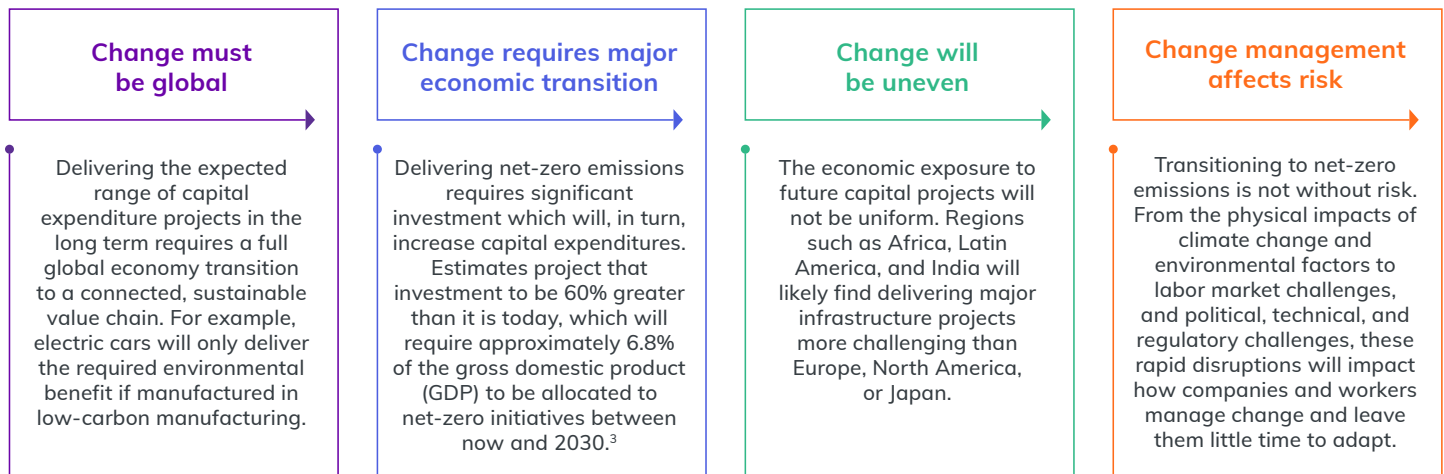 Change must
be global
Delivering the expected
range of capital
expenditure projects in the
long term requires a full
global economy transition
to a connected, sustainable
value chain. For example,
electric cars will only deliver
the required environmental
benefit if manufactured in
low-carbon manufacturing.
Change requires major
economic transition
Delivering net-zero emissions
requires significant
investment which will, in turn,
increase capital expenditures.
Estimates project that
investment to be 60% greater
than it is today, which will
require approximately 6.8%
of the gross domestic product
(GDP) to be allocated to
net-zero initiatives between
now and 2030.³
Change will
be uneven
The economic exposure to
future capital projects will
not be uniform. Regions
such as Africa, Latin
America, and India will
likely find delivering major
infrastructure projects
more challenging than
Europe, North America,
or Japan.
Change management
affects risk
Transitioning to net-zero
emissions is not without risk.
From the physical impacts of
climate change and
environmental factors to
labor market challenges,
and political, technical, and
regulatory challenges, these
rapid disruptions will impact
how companies and workers
manage change and leave
them little time to adapt.